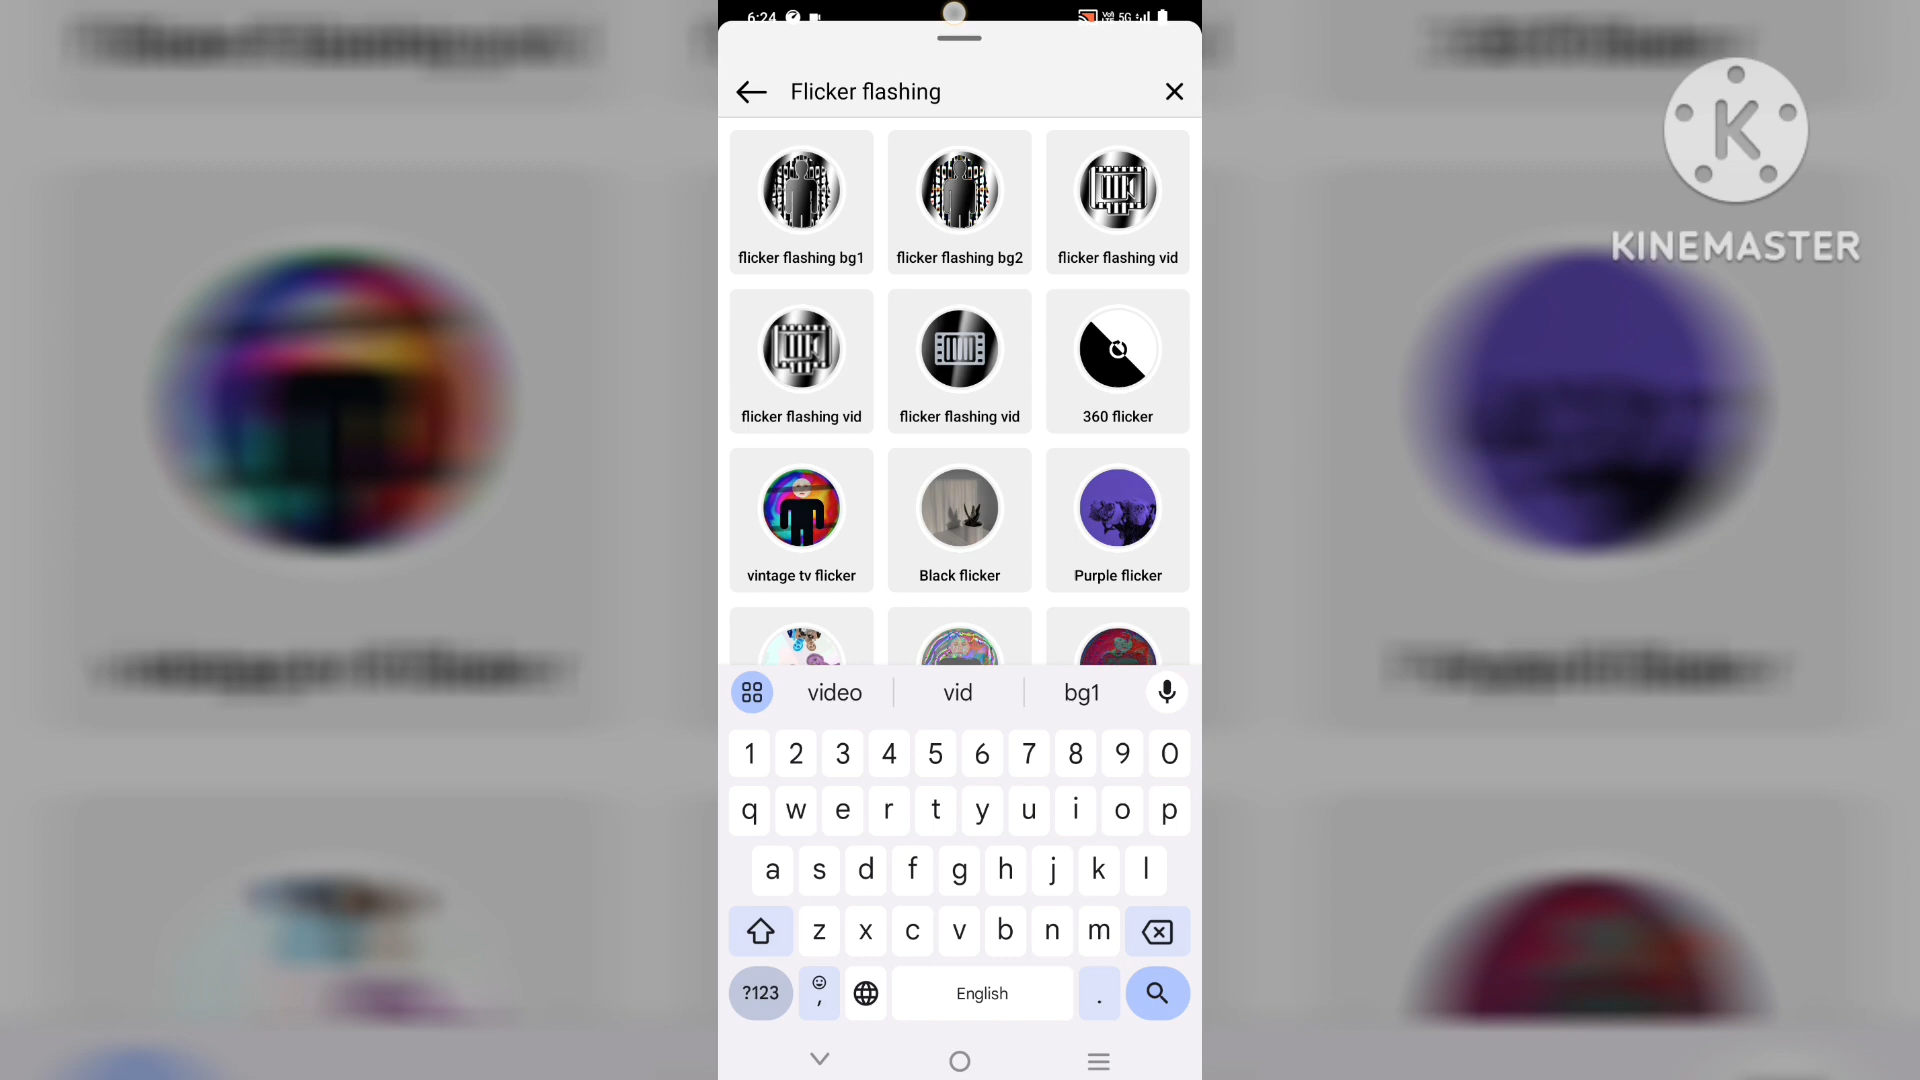 6:24 5G
Flicker flashing
flicker flashing bg1 flicker flashing bg2 flicker flashing vid
flicker flashing vid flicker flashing vid 360 flicker
vintage tv flicker Black flicker Purple flicker
video vid bg1
1 2 3 4 5 6 7 8 9 0
q w e r t y u i o p
a s d f g h j k l
z x c v b n m
?123 , English .
K
KINEMASTER